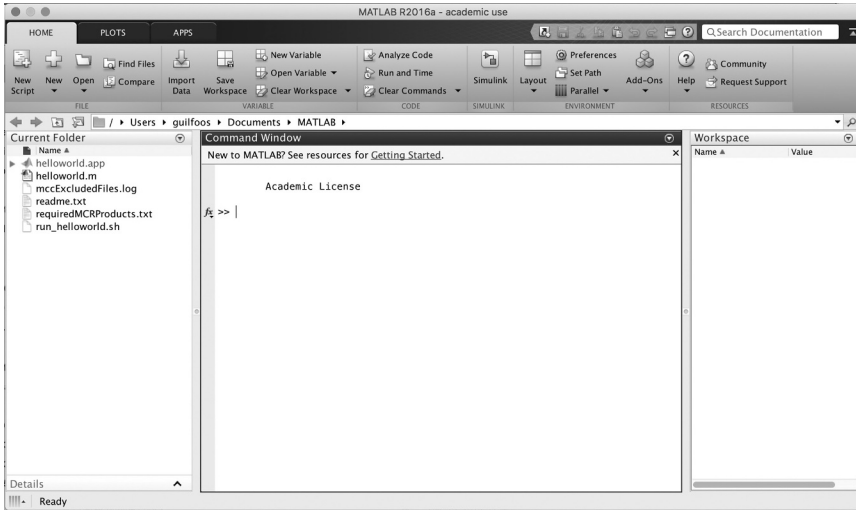 MATLAB R2016a - academic use
HOME PLOTS APPS
Search Documentation
New Script
New
Open
Find Files
Compare
Import Data
Save Workspace
New Variable
Open Variable
Clear Workspace
Analyze Code
Run and Time
Clear Commands
Simulink
Layout
Preferences
Set Path
Parallel
Add-Ons
Help
Community
Request Support
FILE VARIABLE CODE SIMULINK ENVIRONMENT RESOURCES
/ Users guilfoos Documents MATLAB
Current Folder
Name
helloworld.app
helloworld.m
mccExcludedFiles.log
readme.txt
requiredMCRProducts.txt
run_helloworld.sh
Details
Command Window
New to MATLAB? See resources for Getting Started.
Academic License
fx >>
Workspace
Name Value
Ready